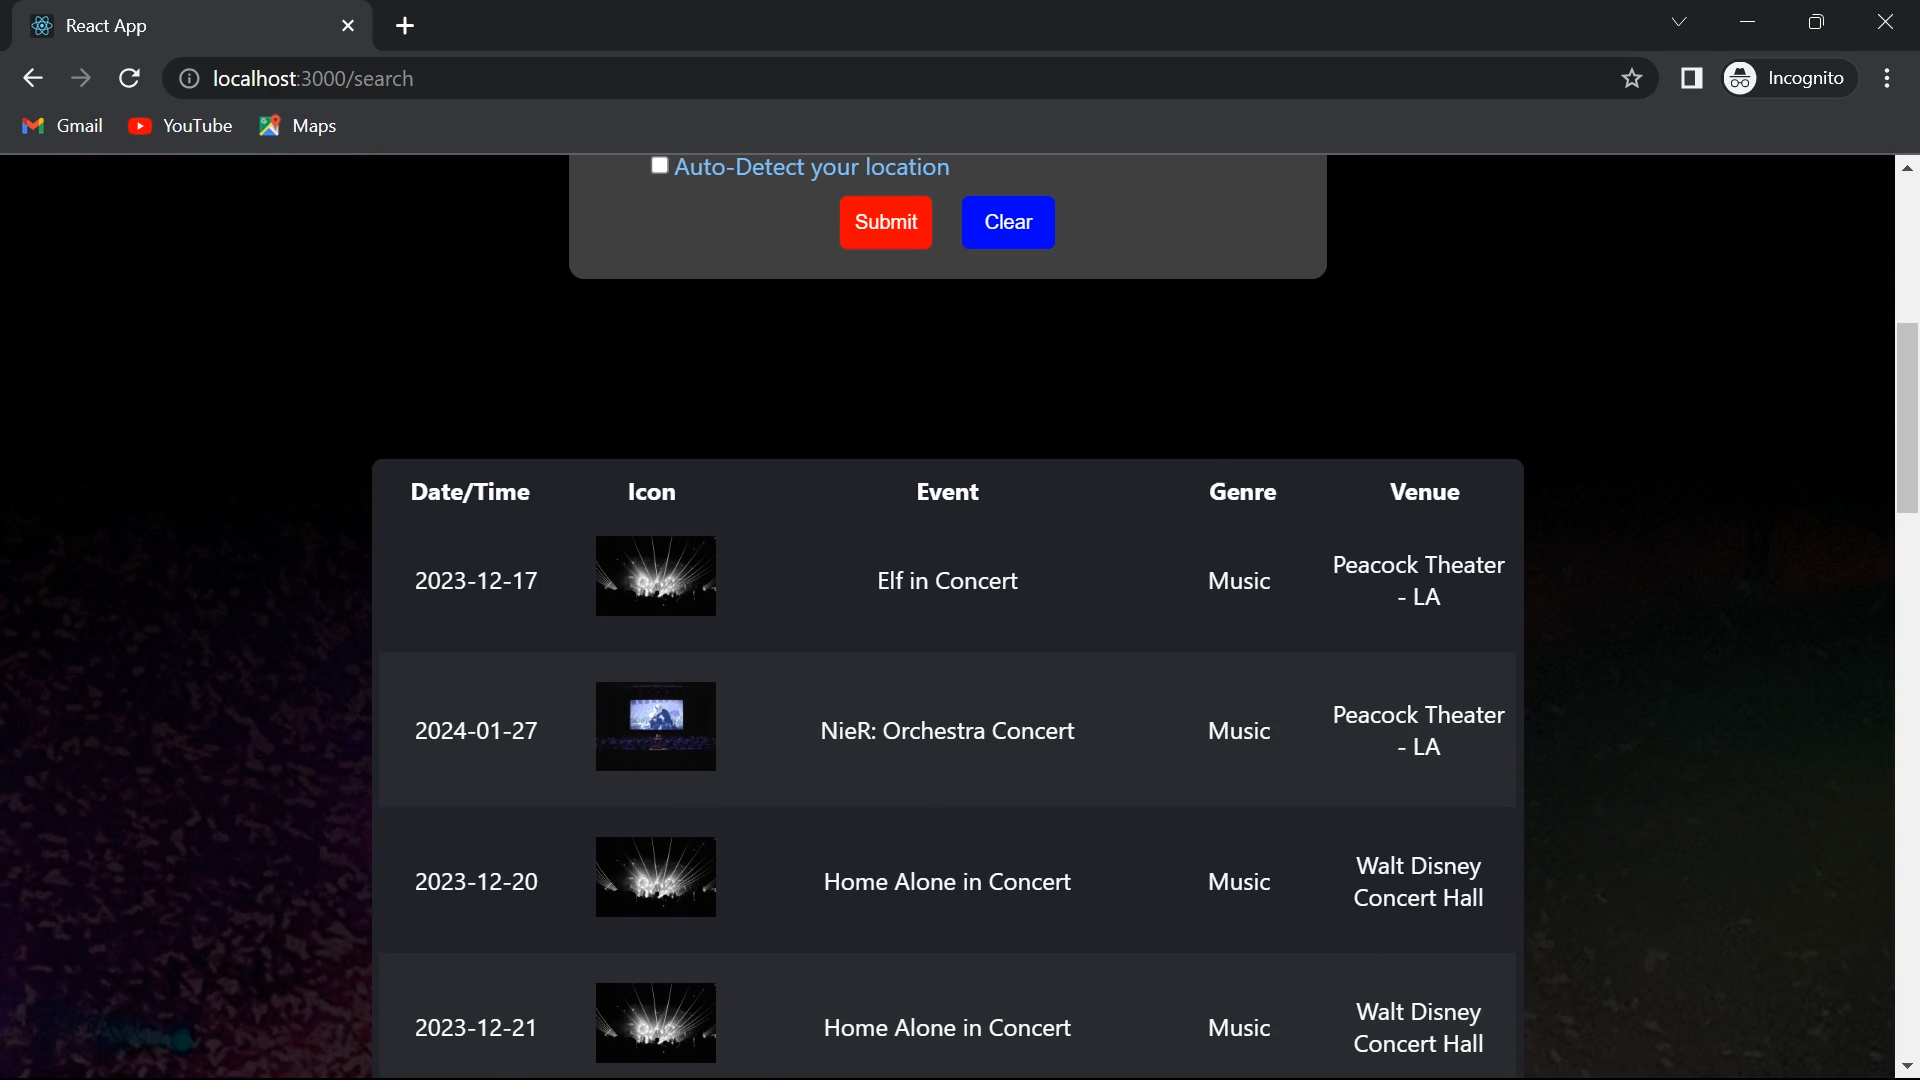 React App
localhost:3000/search
Incognito
Gmail
YouTube
Maps
Auto-Detect your location
Submit
Clear
Date/Time
Icon
Event
Genre
Venue
2023-12-17
Elf in Concert
Music
Peacock Theater
- LA
2024-01-27
NieR: Orchestra Concert
Music
Peacock Theater
- LA
2023-12-20
Home Alone in Concert
Music
Walt Disney
Concert Hall
2023-12-21
Home Alone in Concert
Music
Walt Disney
Concert Hall